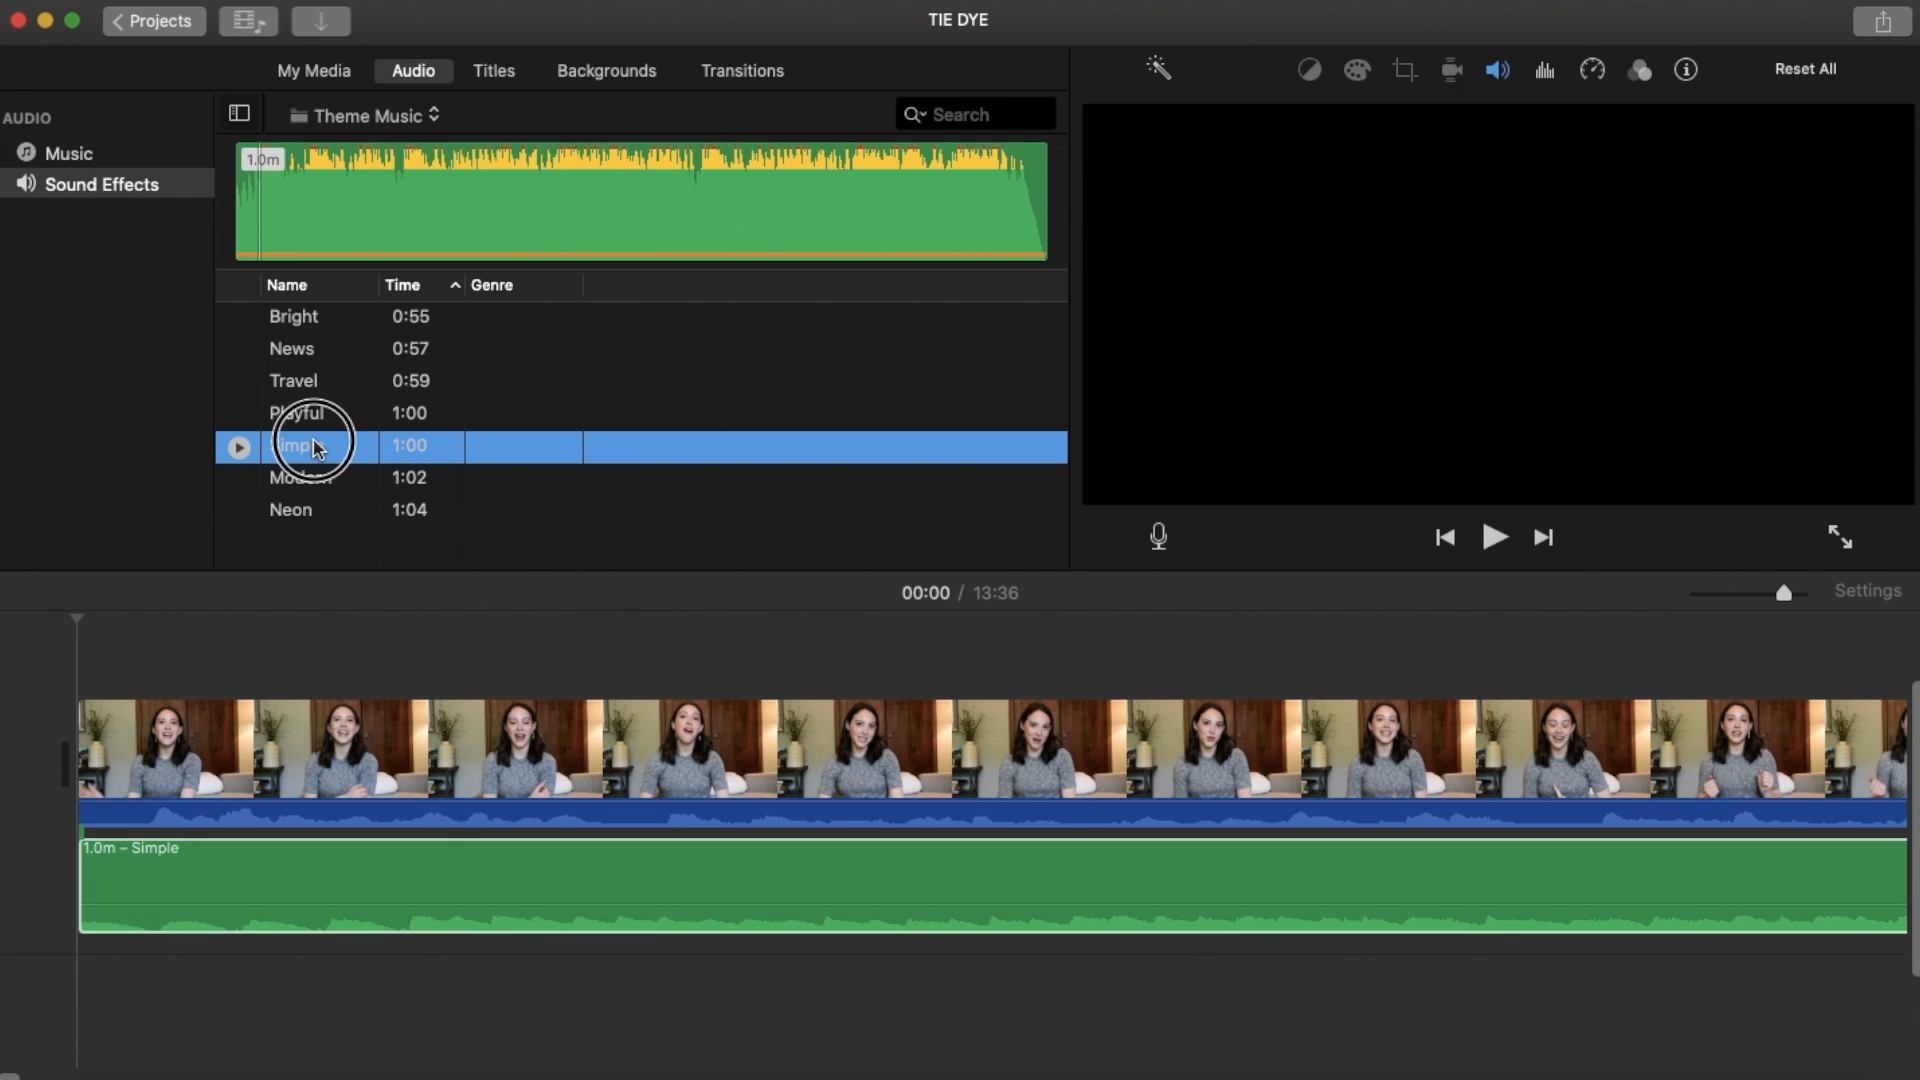 Projects
TIE DYE
My Media Audio Titles Backgrounds Transitions
Reset All
AUDIO
Theme Music
Search
Music
1.0m
Sound Effects
Name Time Genre
Bright 0:55
News 0:57
Travel 0:59
Playful 1:00
1:00
1:02
Neon 1:04
00:00 / 13:36
Settings
1.0m – Simple